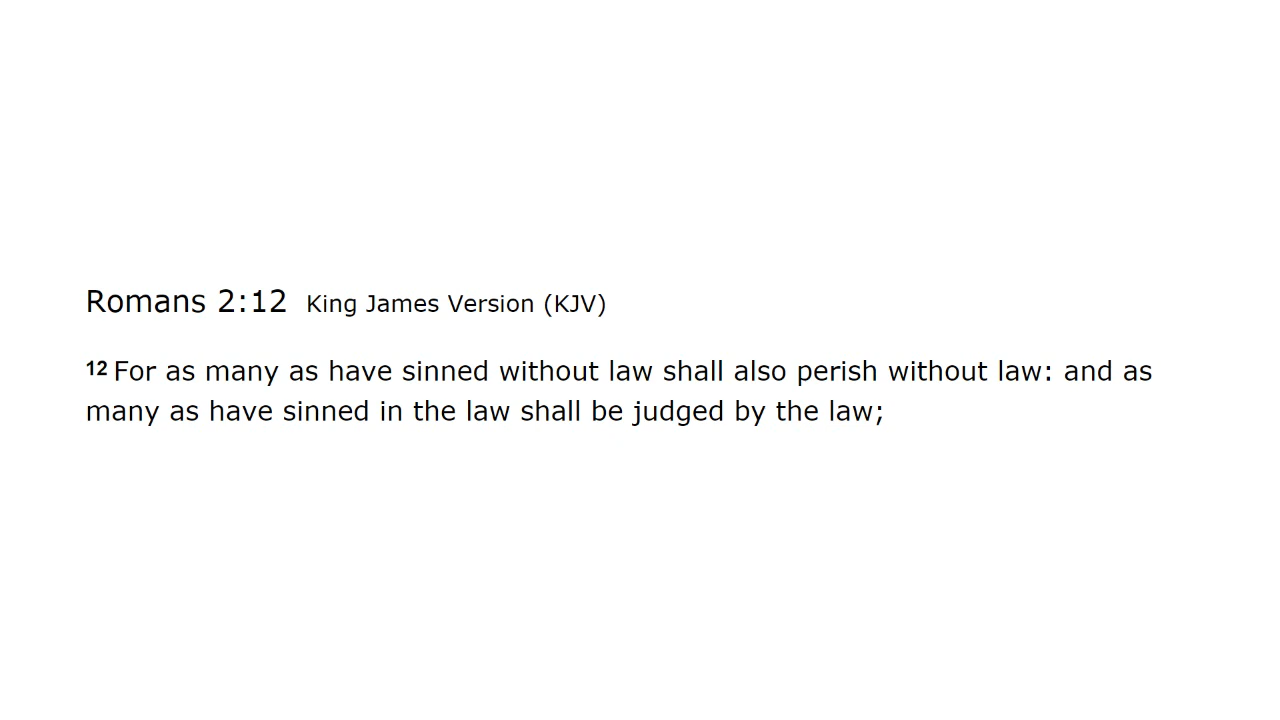 Romans 2:12 King James Version (KJV)
12 For as many as have sinned without law shall also perish without law: and as
many as have sinned in the law shall be judged by the law;